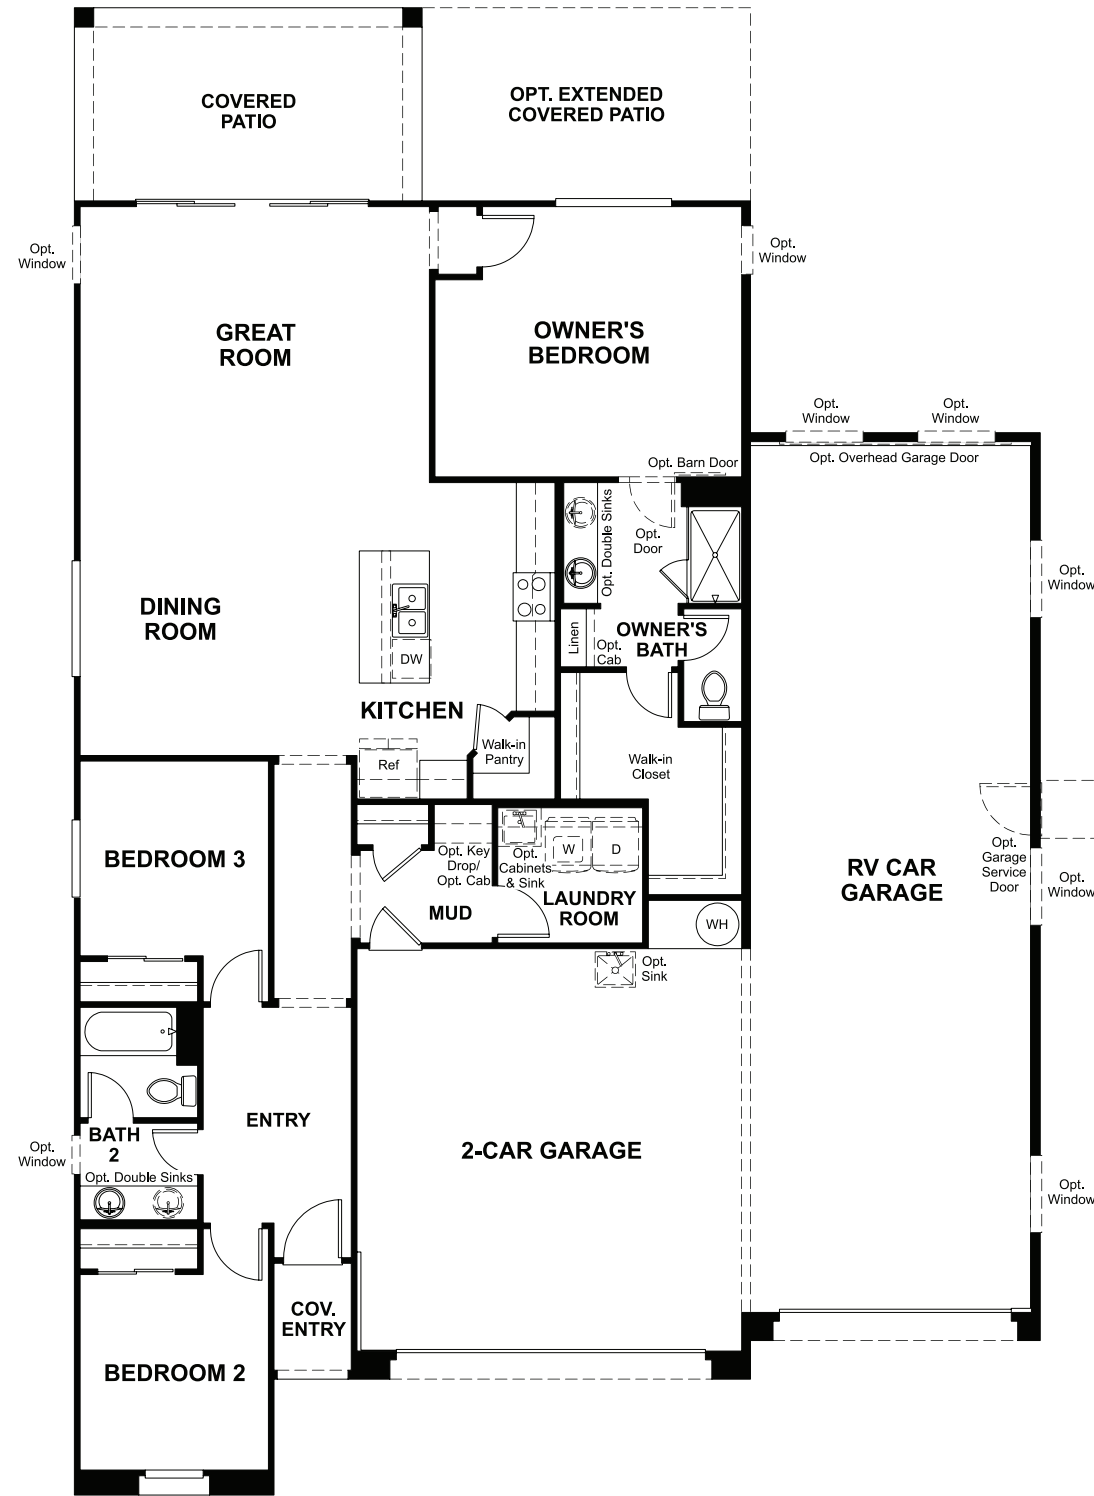 COVERED
PATIO
OPT. EXTENDED
COVERED PATIO
Opt.
Window
Opt.
Window
GREAT
ROOM
OWNER'S
BEDROOM
Opt.
Window
Opt.
Window
Opt. Barn Door
Opt. Overhead Garage Door
Opt. Double Sinks
Opt.
Door
Opt.
Window
DINING
ROOM
DW
Linen
Opt.
Cab
OWNER'S
BATH
KITCHEN
Ref
Walk-in
Pantry
Walk-in
Closet
BEDROOM 3
Opt. Key
Drop/
Opt. Cab
Opt.
Cabinets
& Sink
W
D
MUD
LAUNDRY
ROOM
WH
RV CAR
GARAGE
Opt.
Garage
Service
Door
Opt.
Window
Opt.
Sink
ENTRY
BATH
2
Opt.
Window
Opt. Double Sinks
2-CAR GARAGE
Opt.
Window
COV.
ENTRY
BEDROOM 2